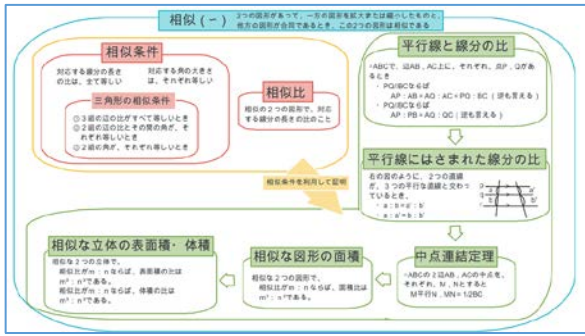 相似(∽)
2つの図形があって、一方の図形を拡大または縮小したものと、
他方の図形が合同であるとき、この2つの図形は相似である
相似条件
対応する線分の長さ
の比は、全て等しい
対応する角の大きさ
は、それぞれ等しい
三角形の相似条件
①3組の辺の比がすべて等しいとき
②2組の辺の比とその間の角が、そ
れぞれ等しいとき
③2組の角が、それぞれ等しいとき
相似比
相似の2つの図形で、対応
する線分の長さの比のこと
相似条件を利用して証明
平行線と線分の比
△ABCで、辺AB、AC上に、それぞれ、点P,Qがあ
るとき
・ PQ//BCならば
AP:AB=AQ:AC=PQ:BC(逆も言える)
・ PQ//BCならば
AP:PB=AQ:QC(逆も言える)
平行線にはさまれた線分の比
右の図のように、2つの直線
が、3つの平行な直線と交わっ
ているとき、
・ a:b=a':b'
・ a:a'=b:b'
中点連結定理
△ABCの2辺AB,ACの中点を、
それぞれ、M,Nとすると
M平行N,MN=1/2BC
相似な図形の面積
相似な2つの図形で、
相似比がm:nならば、面積比は
m²:n²である。
相似な立体の表面積・体積
相似な2つの立体で、
相似比がm:nならば、表面積の比は
m²:n²である。
相似比がm:nならば、体積の比は
m³:n³である。